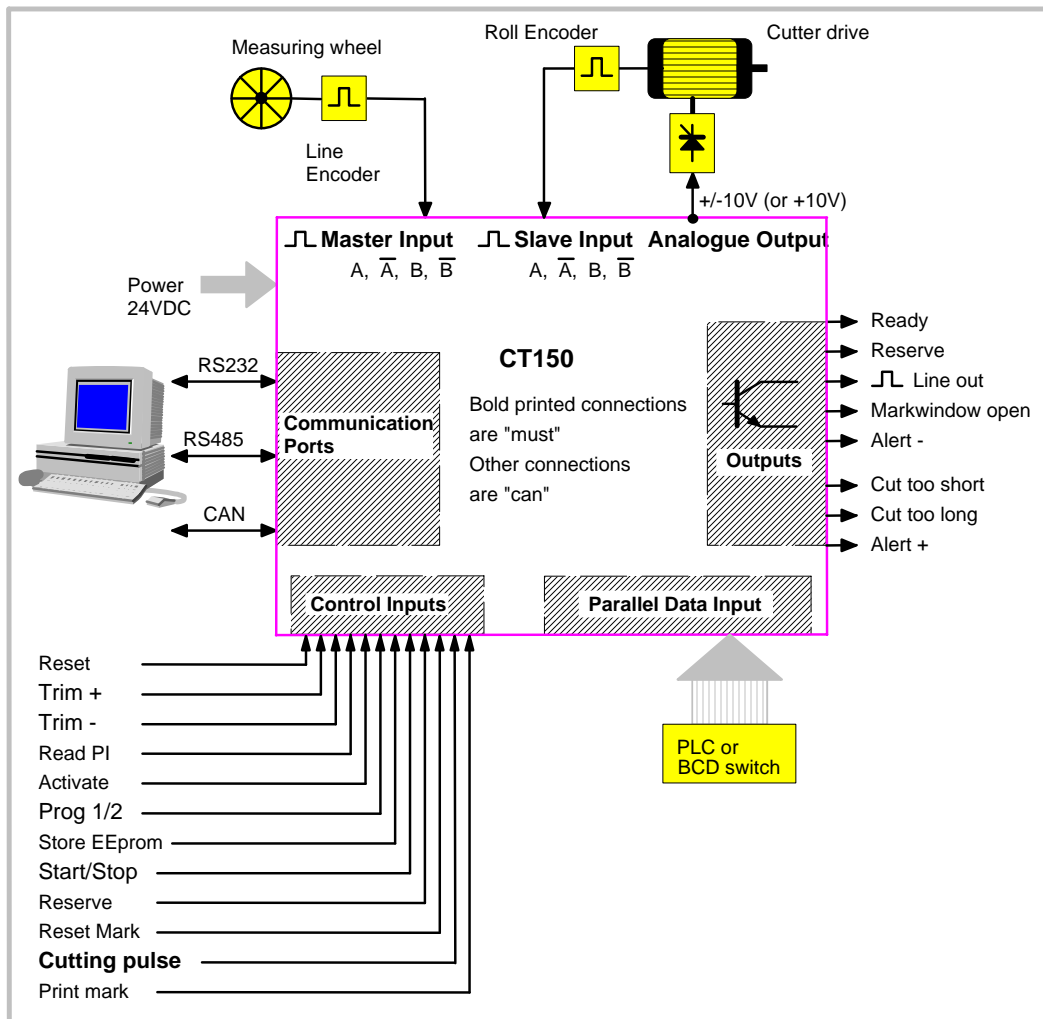 Measuring wheel
Roll Encoder
Cutter drive
Line
Encoder
+/-10V (or +10V)
Master Input
Slave Input
Analogue Output
A, A̅, B, B̅
A, A̅, B, B̅
Power
24VDC
CT150
Bold printed connections
are "must"
Other connections
are "can"
RS232
RS485
CAN
Communication
Ports
Outputs
Ready
Reserve
Line out
Markwindow open
Alert -
Cut too short
Cut too long
Alert +
Control Inputs
Parallel Data Input
Reset
Trim +
Trim -
Read PI
Activate
Prog 1/2
Store EEprom
Start/Stop
Reserve
Reset Mark
Cutting pulse
Print mark
PLC or
BCD switch